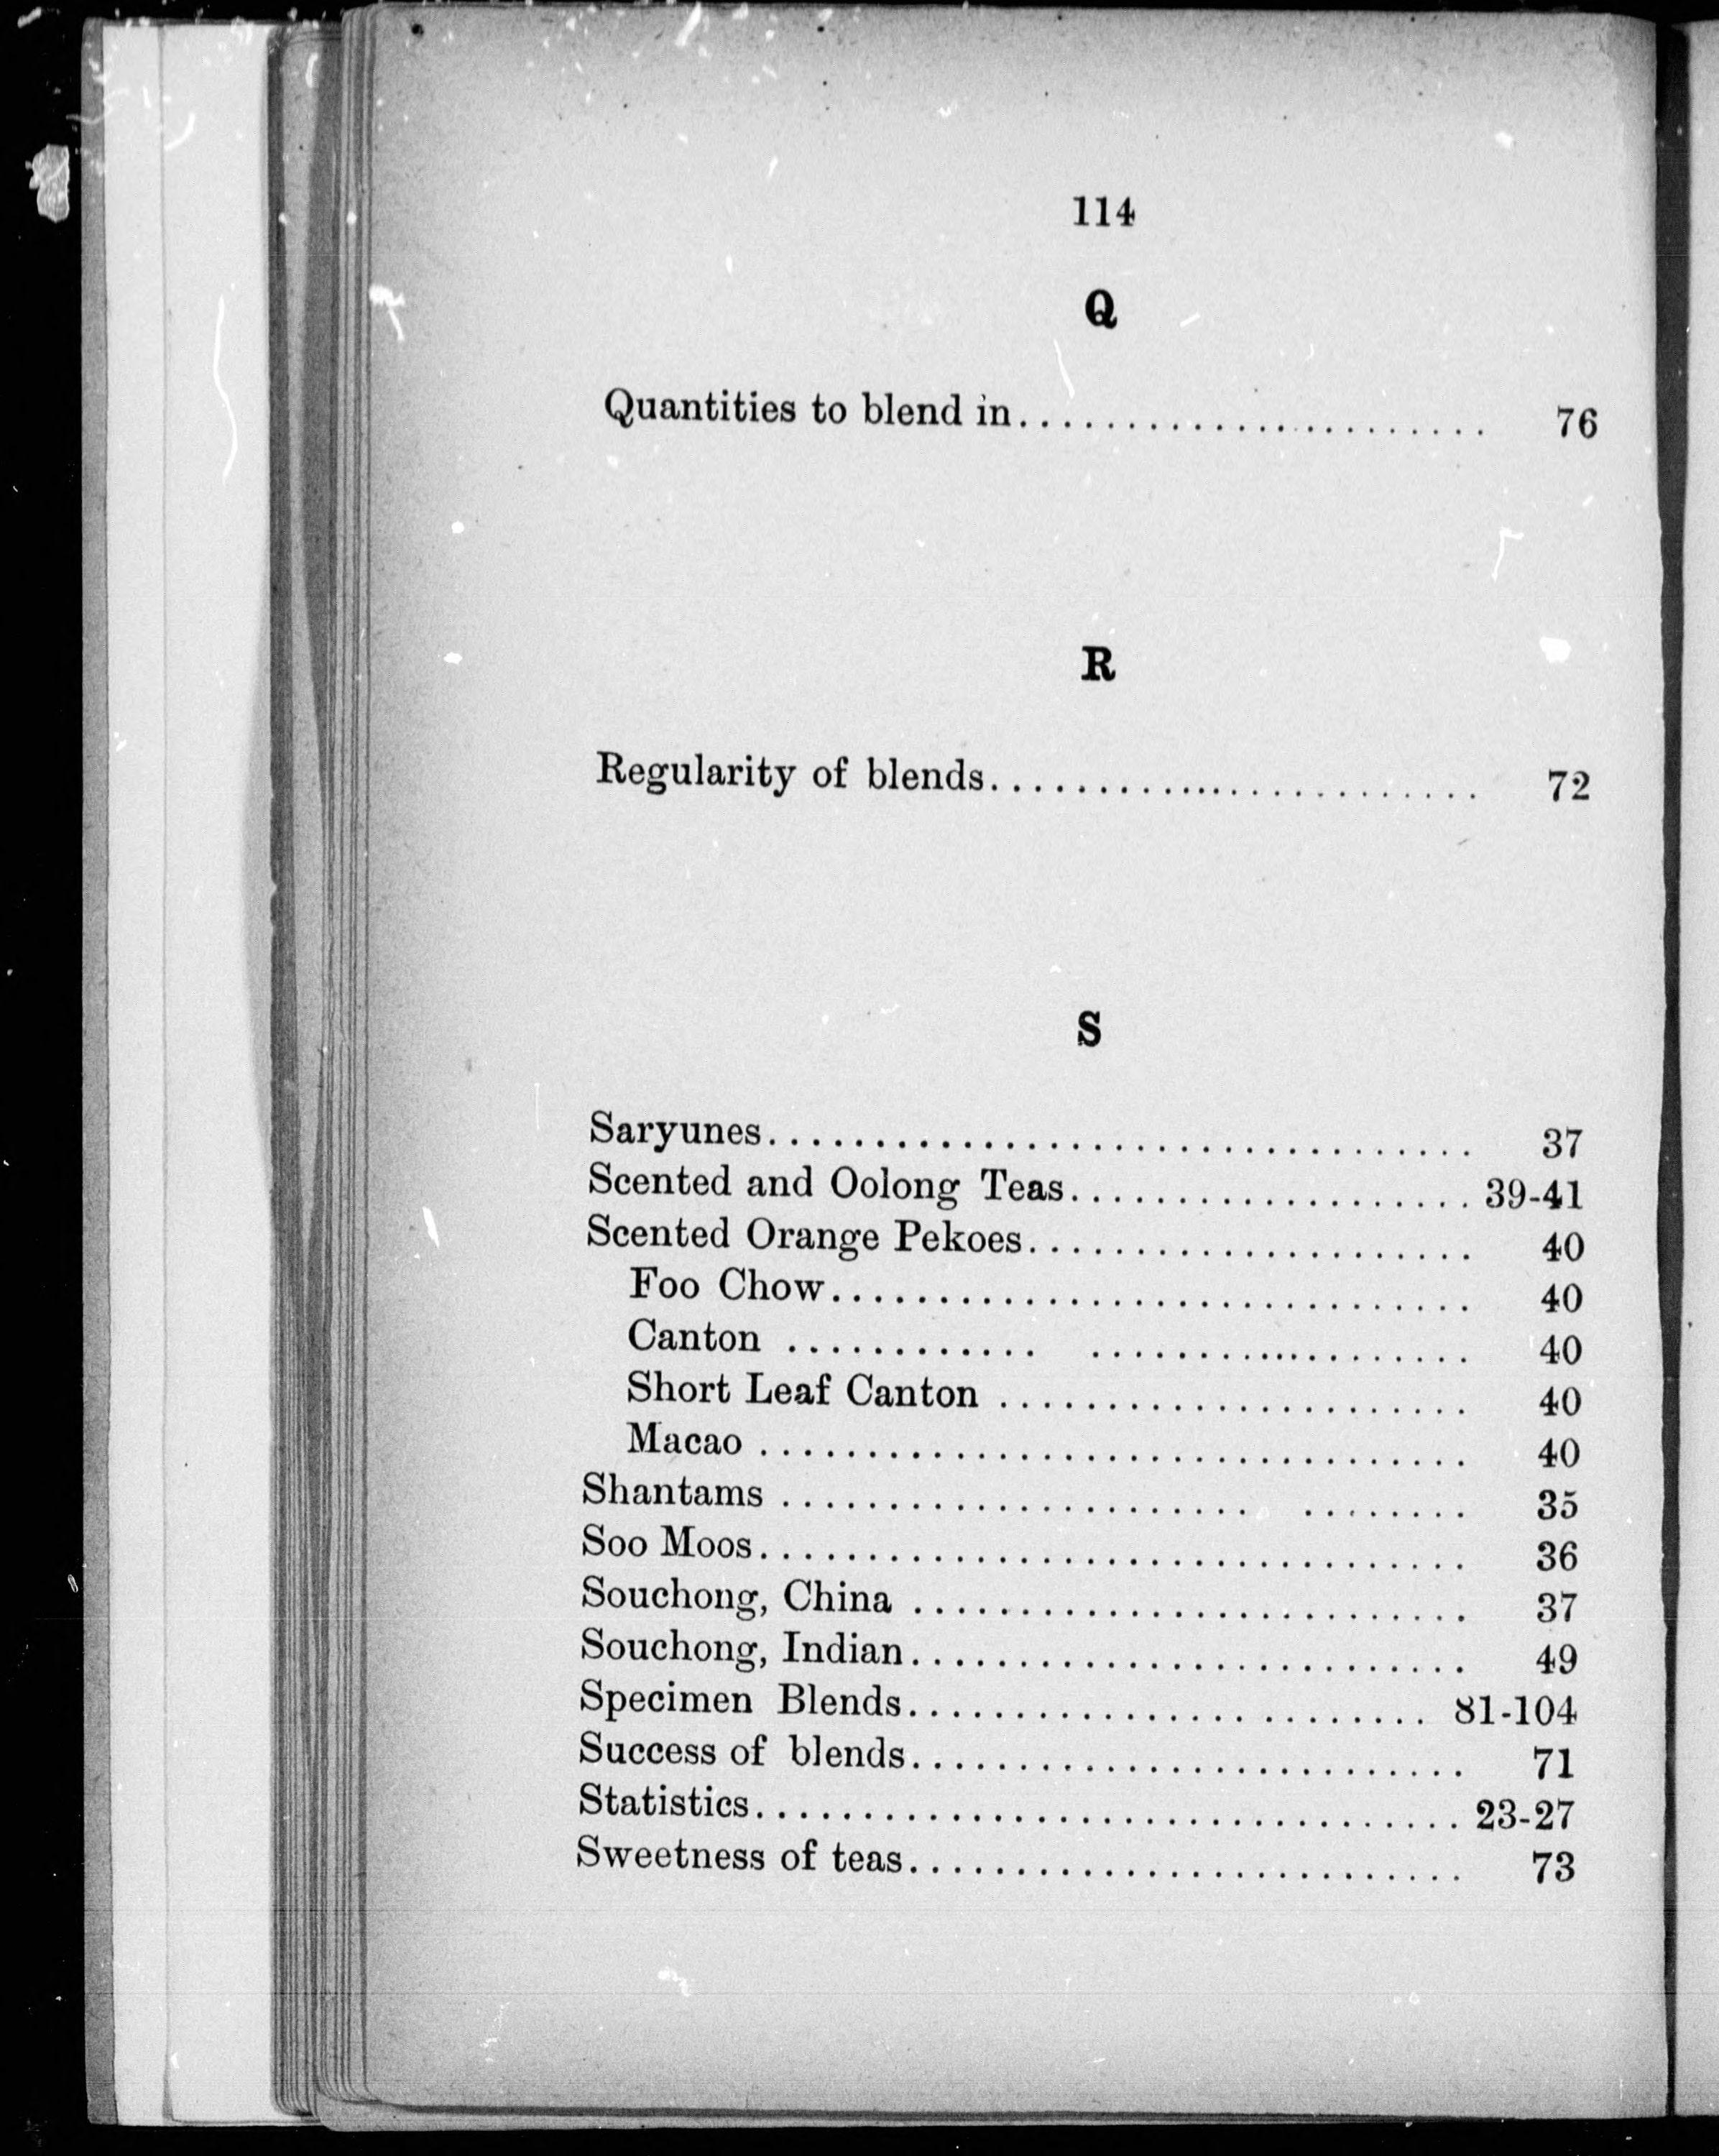 114
Q
Quantities to blend in........................ 76
R
Regularity of blends.......................... 72
S
Saryunes................................. 37
Scented and Oolong Teas................... 39-41
Scented Orange Pekoes..................... 40
Foo Chow............................... 40
Canton ............ .............. 40
Short Leaf Canton ...................... 40
Macao ................................. 40
Shantams ...................... ........ 35
Soo Moos................................. 36
Souchong, China .......................... 37
Souchong, Indian.......................... 49
Specimen Blends........................ 81-104
Success of blends.......................... 71
Statistics................................. 23-27
Sweetness of teas.......................... 73